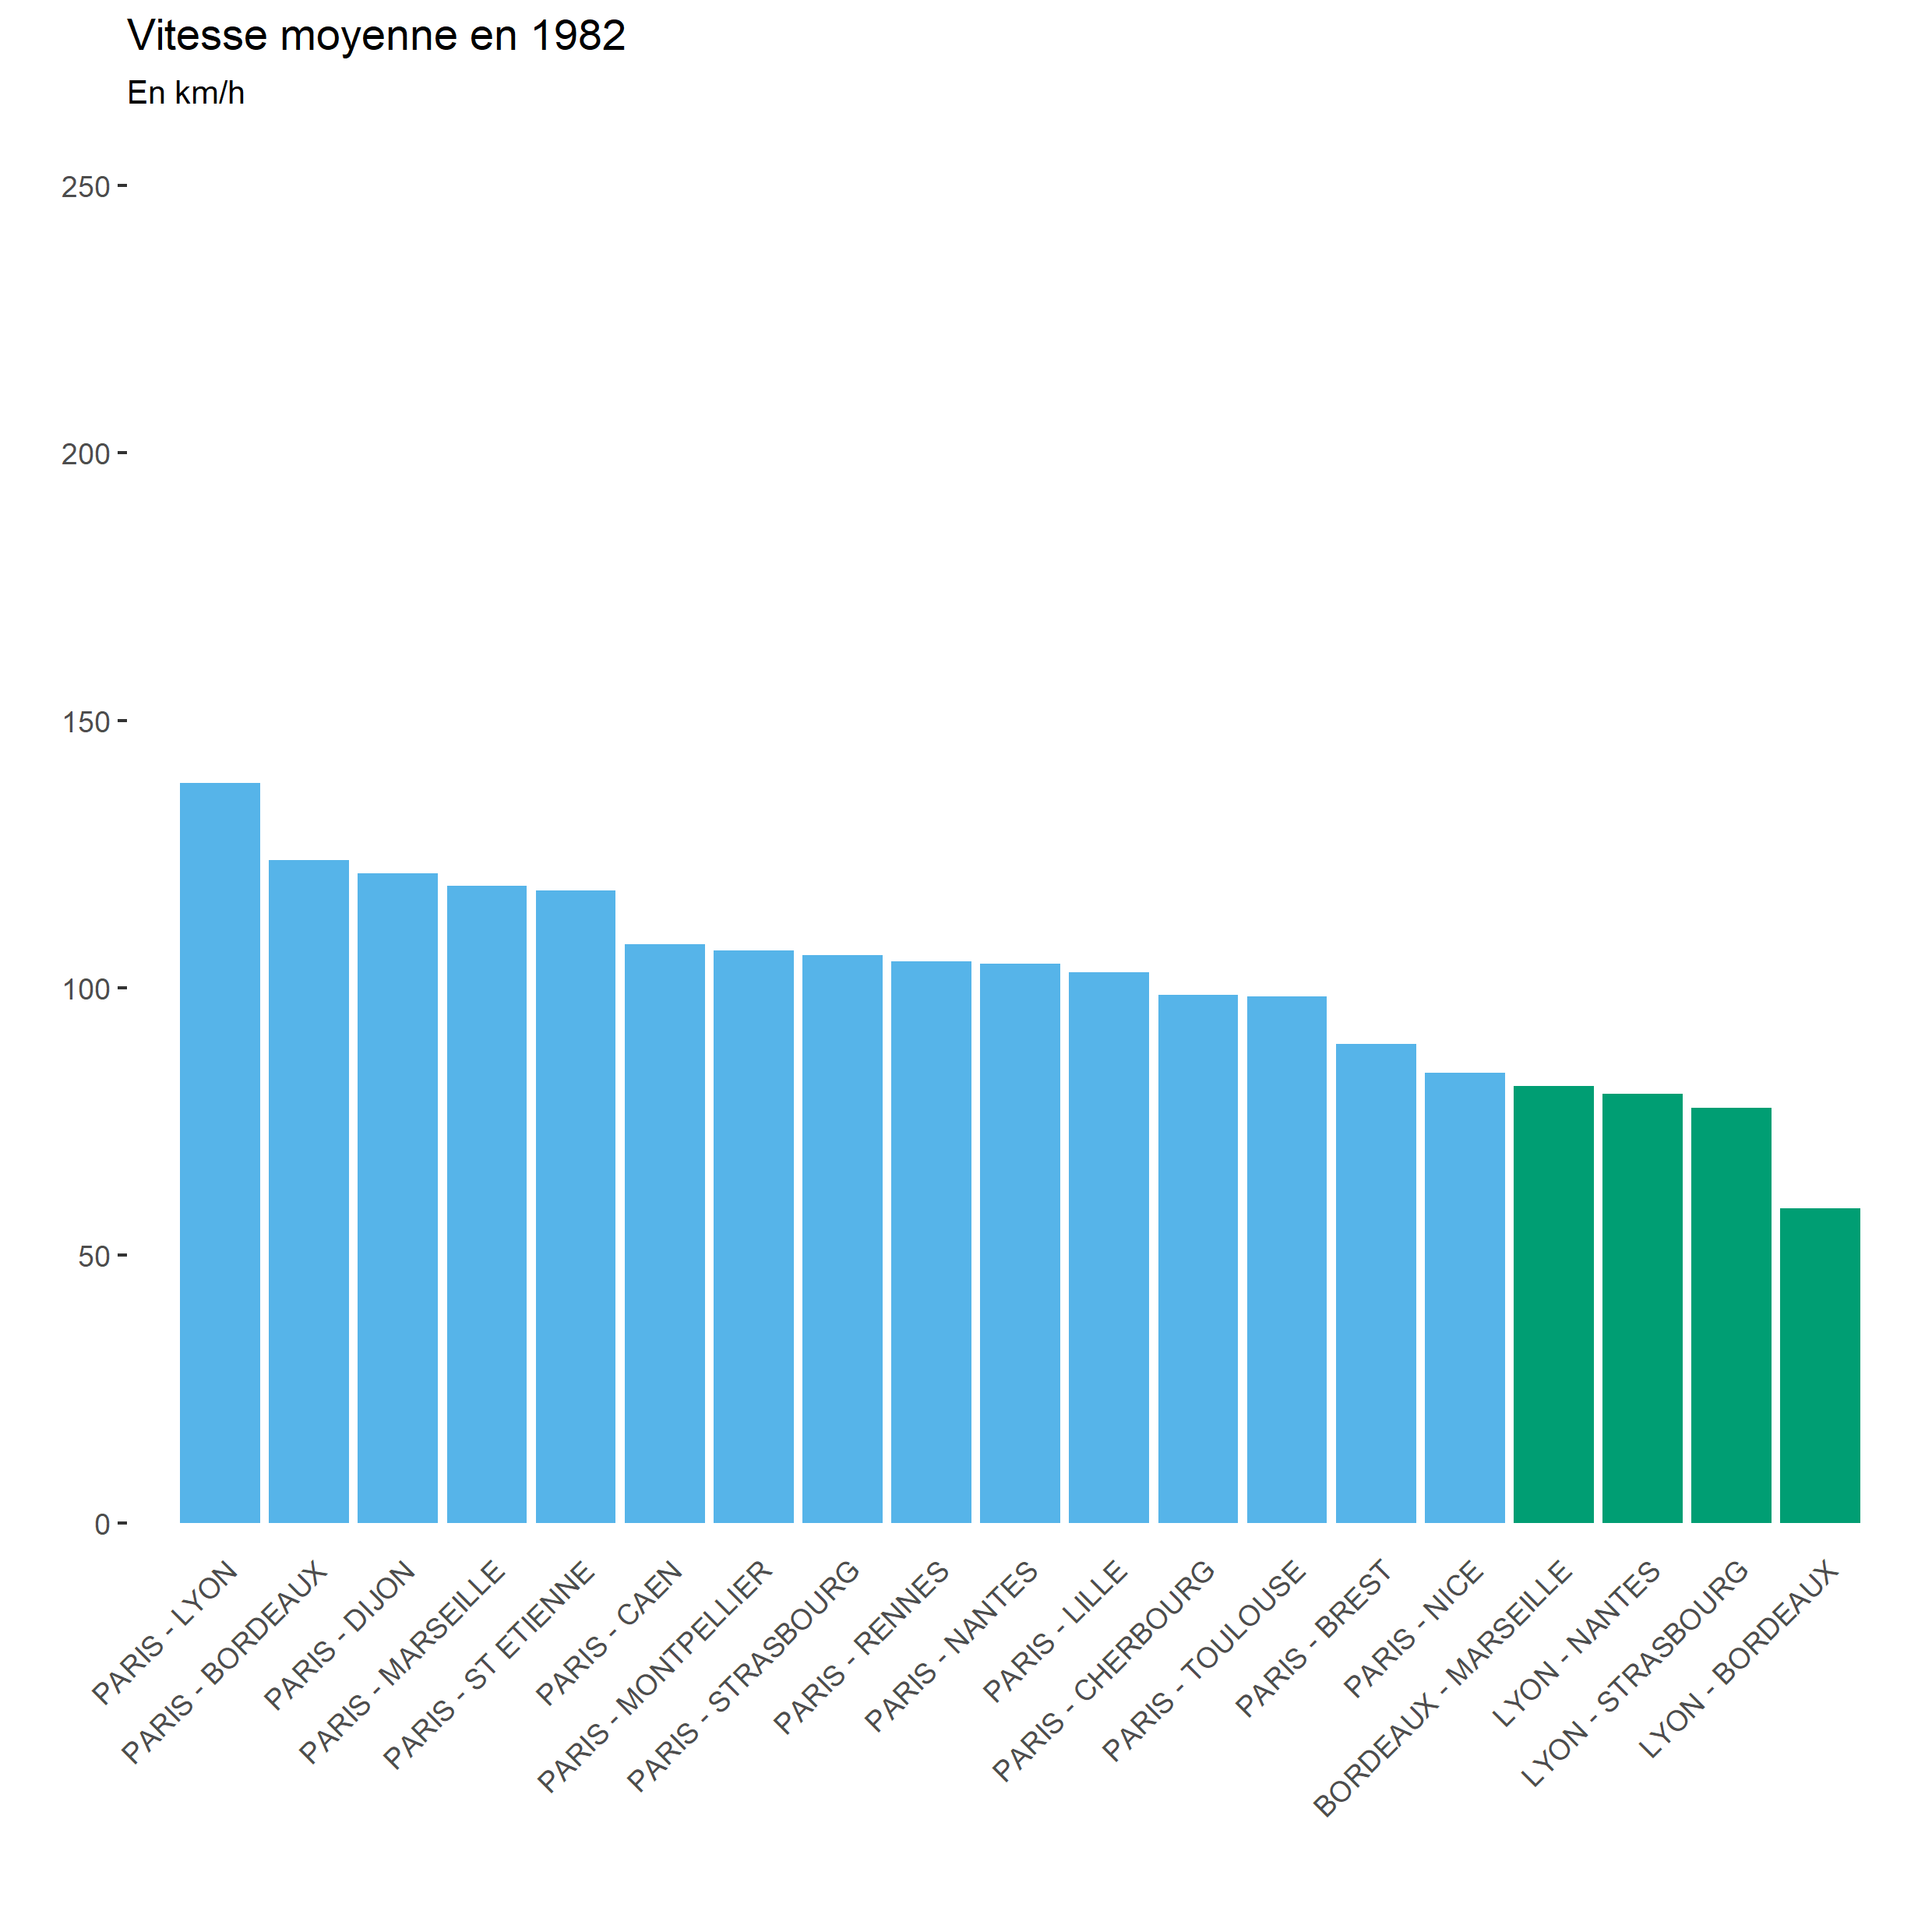 Vitesse moyenne en 1982
En km/h
250
200
150
100
50
0
PARIS - LYON
PARIS - BORDEAUX
PARIS - DIJON
PARIS - MARSEILLE
PARIS - ST ETIENNE
PARIS - CAEN
PARIS - MONTPELLIER
PARIS - STRASBOURG
PARIS - RENNES
PARIS - NANTES
PARIS - LILLE
PARIS - CHERBOURG
PARIS - TOULOUSE
PARIS - BREST
PARIS - NICE
BORDEAUX - MARSEILLE
LYON - NANTES
LYON - STRASBOURG
LYON - BORDEAUX